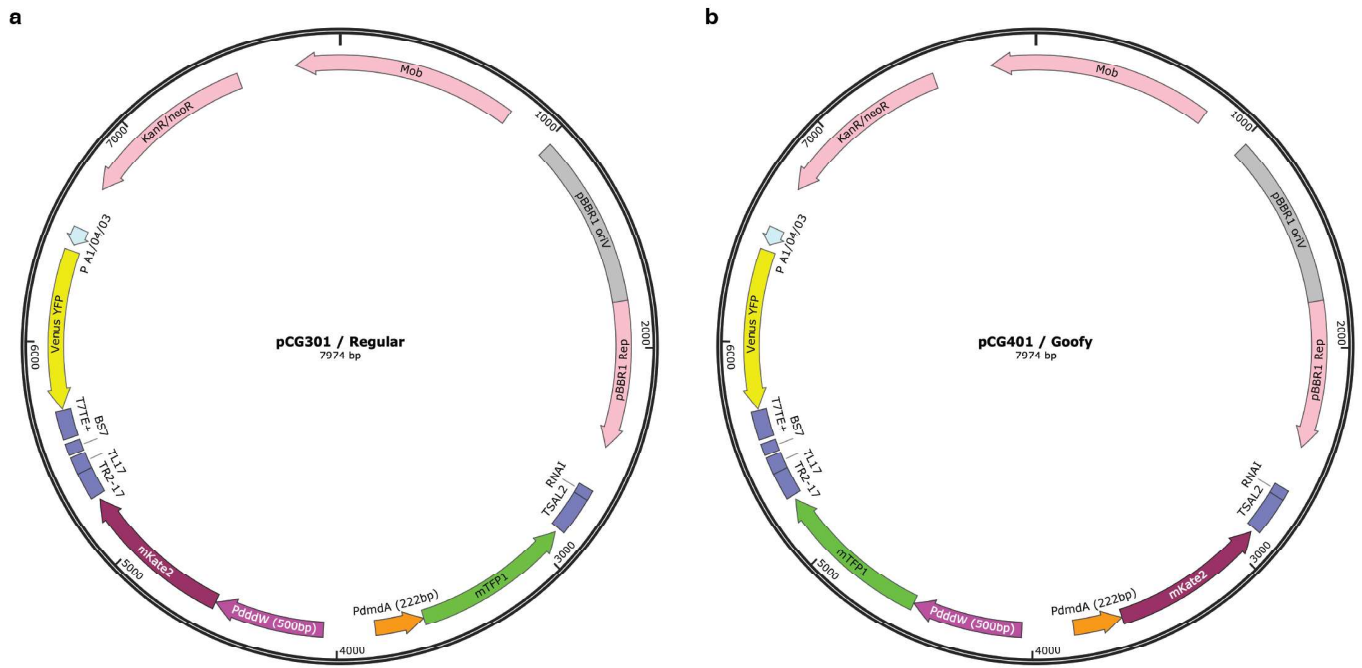 a
Mob
1000
pBBR1 oriV
2000
pBBR1 Rep
RNAI
TSAL2
3000
mTFP1
PdmdA (222bp)
4000
PdddW (500bp)
mKate2
5000
TR2-17
7L17
BS7
T7TE+
6000
Venus YFP
P A1/04/03
KanR/neoR
7000
pCG301 / Regular
7974 bp
b
Mob
1000
pBBR1 oriV
2000
pBBR1 Rep
RNAI
TSAL2
3000
mKate2
PdmdA (222bp)
4000
PdddW (500bp)
mTFP1
5000
TR2-17
7L17
BS7
T7TE+
6000
Venus YFP
P A1/04/03
KanR/neoR
7000
pCG401 / Goofy
7974 bp